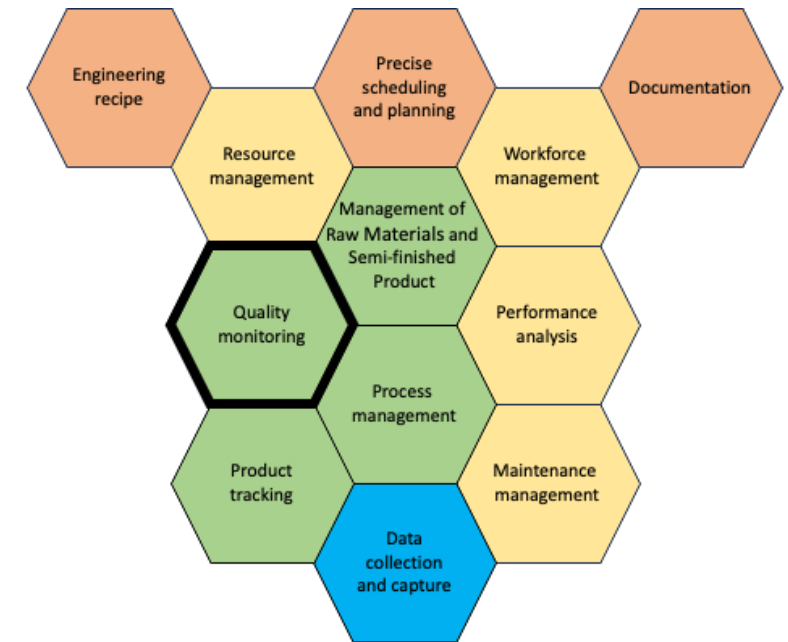 Engineering
recipe
Precise
scheduling
and planning
Documentation
Resource
management
Workforce
management
Management of
Raw Materials and
Semi-finished
Product
Quality
monitoring
Performance
analysis
Process
management
Product
tracking
Maintenance
management
Data
collection
and capture